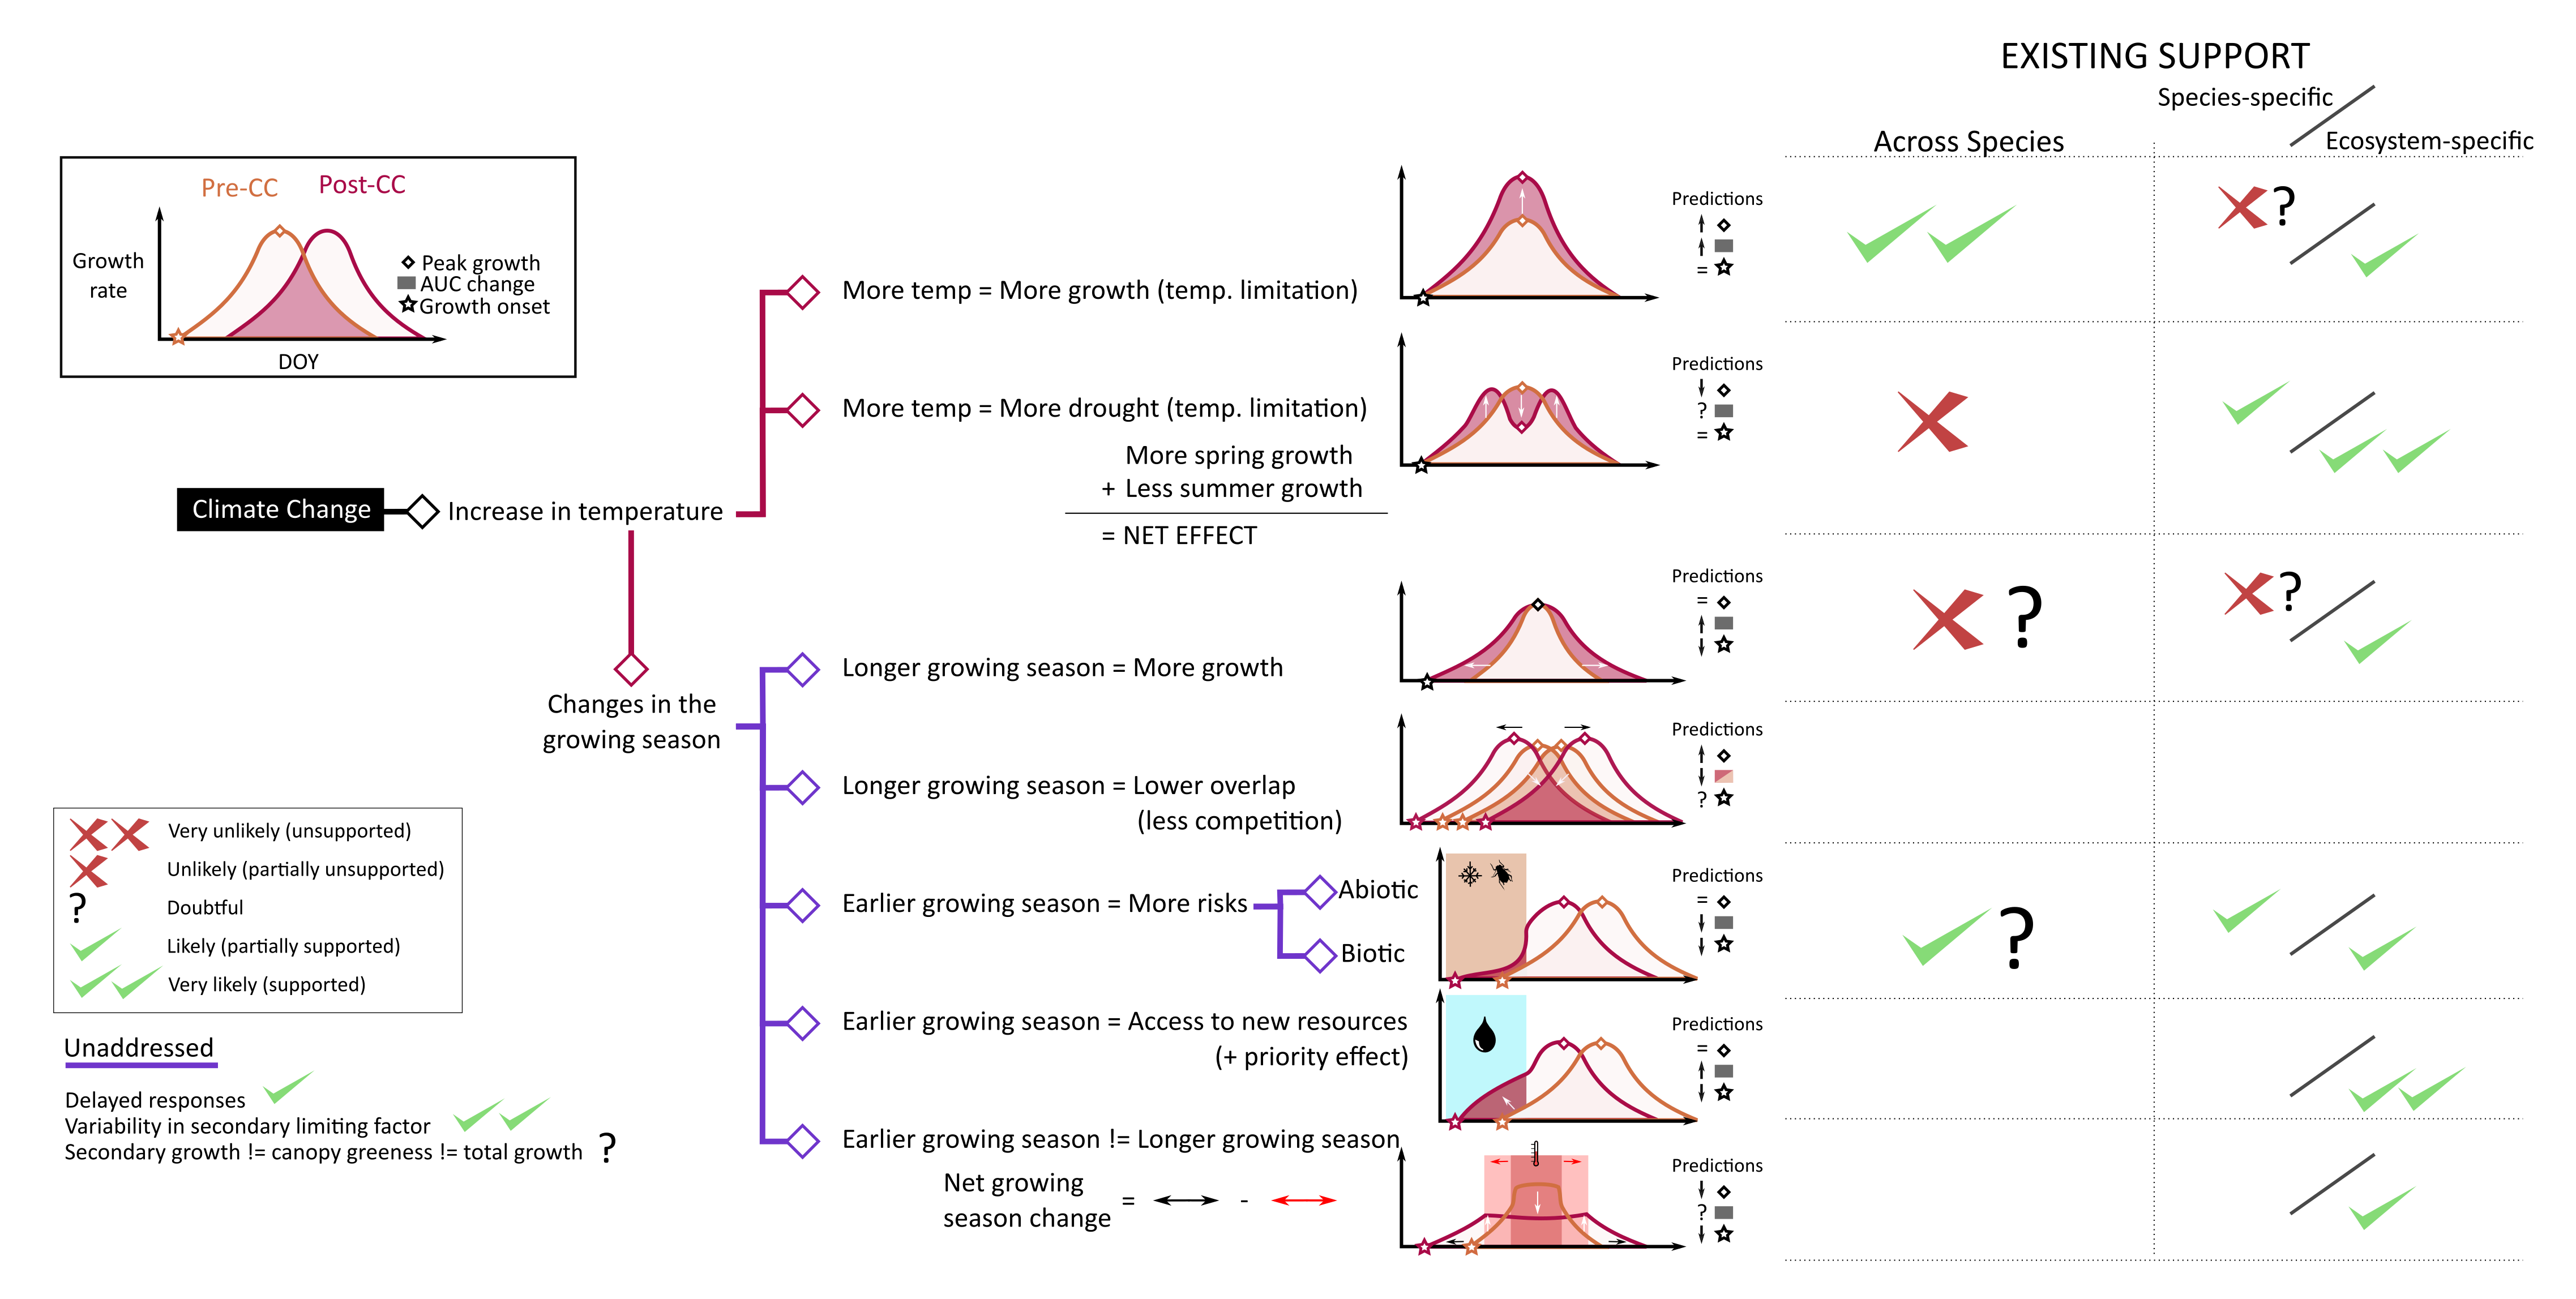 EXISTING SUPPORT
Species-specific
Across Species
Ecosystem-specific
Pre-CC
Post-CC
Growth
rate
Peak growth
AUC change
Growth onset
DOY
Predictions
=
More temp = More growth (temp. limitation)
?
Predictions
?
=
More temp = More drought (temp. limitation)
More spring growth
+ Less summer growth
= NET EFFECT
Climate Change
Increase in temperature
Predictions
=
Longer growing season = More growth
?
?
Changes in the
growing season
Predictions
?
Longer growing season = Lower overlap
(less competition)
Predictions
=
Earlier growing season = More risks
Abiotic
Biotic
?
Predictions
=
Earlier growing season = Access to new resources
(+ priority effect)
Earlier growing season != Longer growing season
Net growing
season change
= -
Predictions
?
Very unlikely (unsupported)
Unlikely (partially unsupported)
? Doubtful
Likely (partially supported)
Very likely (supported)
Unaddressed
Delayed responses
Variability in secondary limiting factor
Secondary growth != canopy greeness != total growth ?